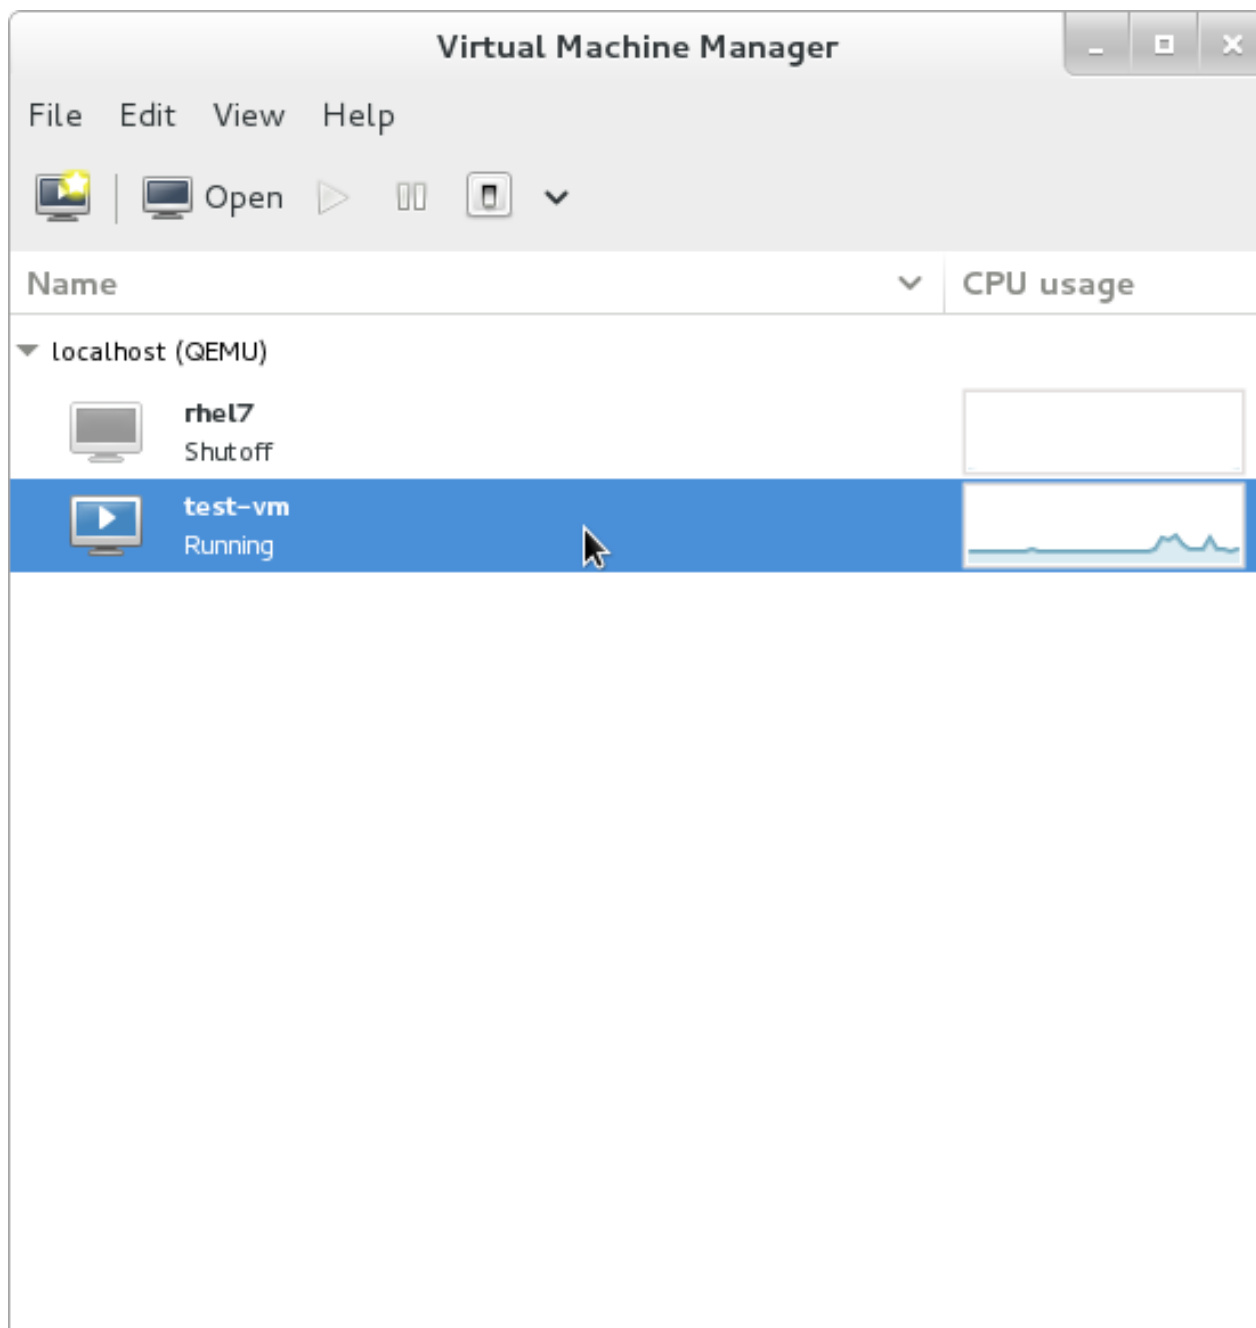 Virtual Machine Manager
File Edit View Help
Open
Name CPU usage
localhost (QEMU)
rhel7
Shutoff
test-vm
Running